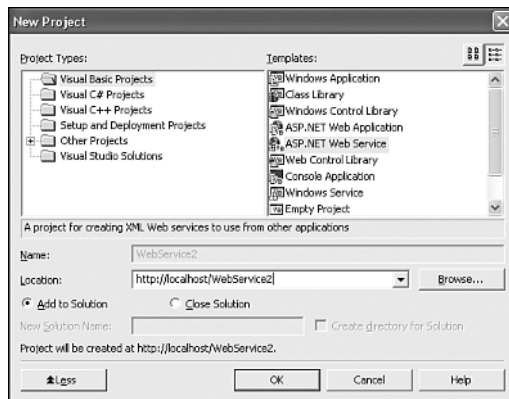 New Project
Project Types:
Templates:
Visual Basic Projects
Visual C# Projects
Visual C++ Projects
Setup and Deployment Projects
Other Projects
Visual Studio Solutions
Windows Application
Class Library
Windows Control Library
ASP.NET Web Application
ASP.NET Web Service
Web Control Library
Console Application
Windows Service
Empty Project
A project for creating XML Web services to use from other applications
Name:
WebService2
Location:
http://localhost/WebService2
Browse...
Add to Solution
Close Solution
New Solution Name:
Create directory for Solution
Project will be created at http://localhost/WebService2.
Less
OK
Cancel
Help